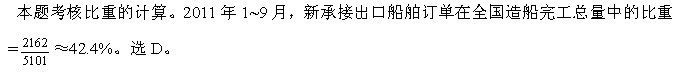 本题考核比重的计算。2011 年 1~9 月，新承接出口船舶订单在全国造船完工总量中的比重
=2162/5101≈42.4%。选 D。